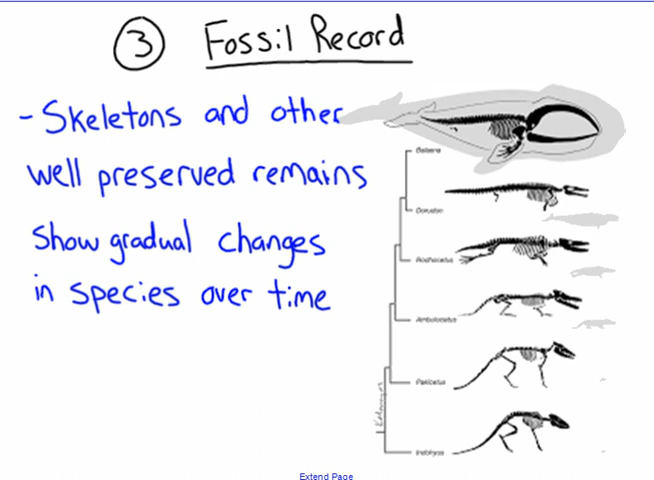 3 Fossil Record
- Skeletons and other
well preserved remains
show gradual changes
in species over time
Balaena
Dorudon
Rodhocetus
Ambulocetus
Pakicetus
Indohyus
Extend Page